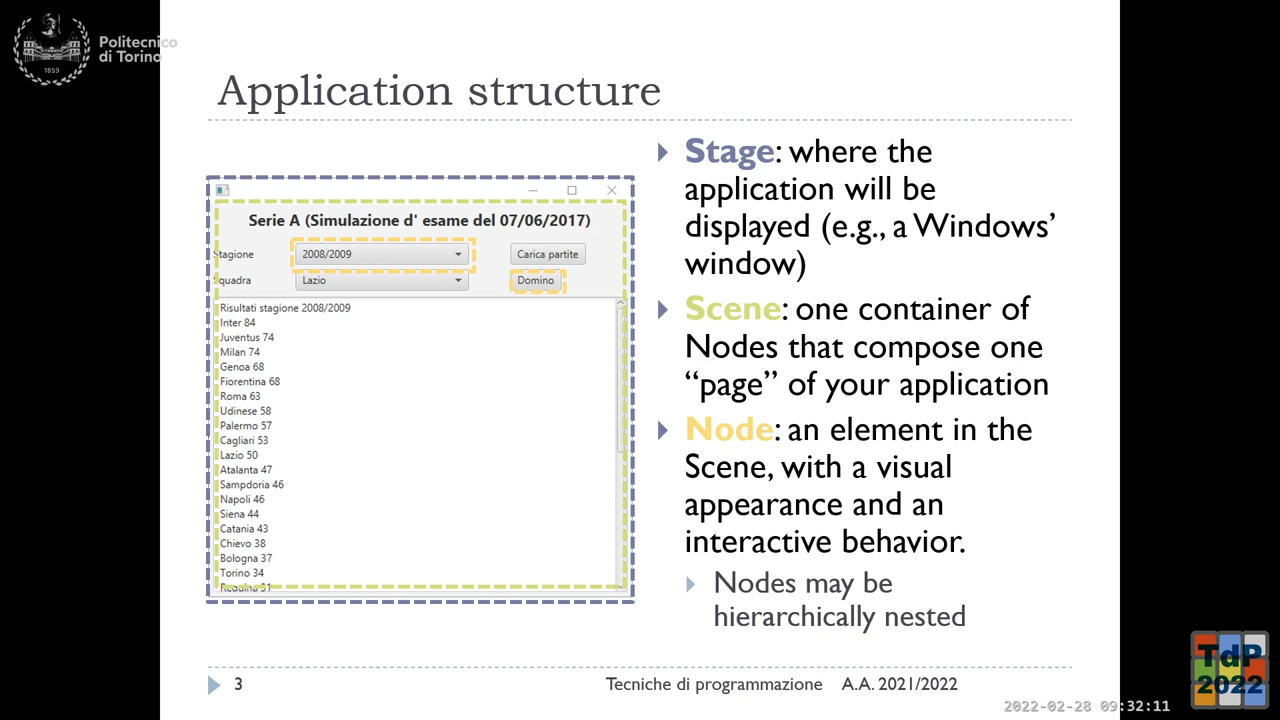 Politecnico
di Torino
1859
Application structure
Serie A (Simulazione d' esame del 07/06/2017)
Stagione
2008/2009
Carica partite
Squadra
Lazio
Domino
Risultati stagione 2008/2009
Inter 84
Juventus 74
Milan 74
Genoa 68
Fiorentina 68
Roma 63
Udinese 58
Palermo 57
Cagliari 53
Lazio 50
Atalanta 47
Sampdoria 46
Napoli 46
Siena 44
Catania 43
Chievo 38
Bologna 37
Torino 34
Reggina 31
Stage: where the
application will be
displayed (e.g., a Windows’
window)
Scene: one container of
Nodes that compose one
“page” of your application
Node: an element in the
Scene, with a visual
appearance and an
interactive behavior.
Nodes may be
hierarchically nested
3
Tecniche di programmazione A.A. 2021/2022
TdP
2022
2022-02-28 09:32:11